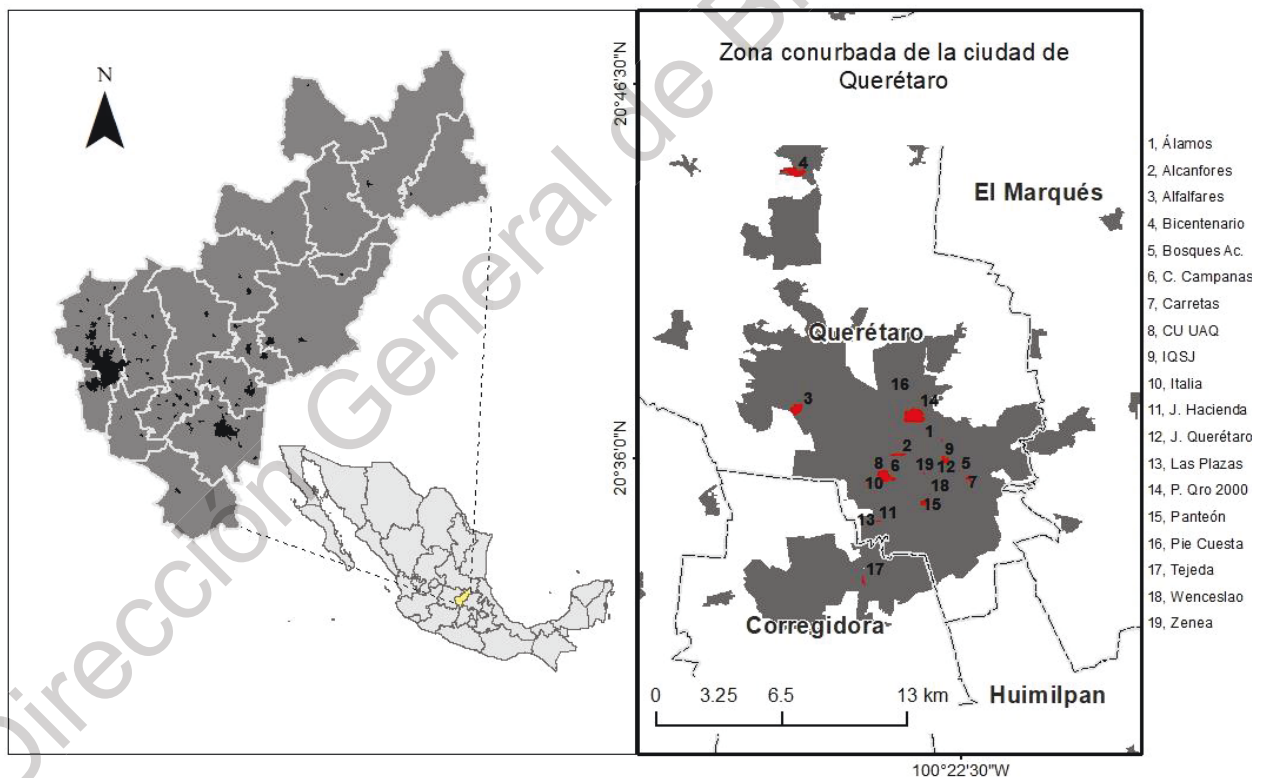 N
Dirección General de B
Zona conurbada de la ciudad de
Querétaro
20°46'30"N
20°36'0"N
100°22'30"W
El Marqués
Querétaro
Corregidora
Huimilpan
4
16
3
14
1
2
9
8
6
19
12
5
10
18
7
15
11
13
17
0 3.25 6.5 13 km
1, Álamos
2, Alcanfores
3, Alfalfares
4, Bicentenario
5, Bosques Ac.
6, C. Campanas
7, Carretas
8, CU UAQ
9, IQSJ
10, Italia
11, J. Hacienda
12, J. Querétaro
13, Las Plazas
14, P. Qro 2000
15, Panteón
16, Pie Cuesta
17, Tejeda
18, Wenceslao
19, Zenea